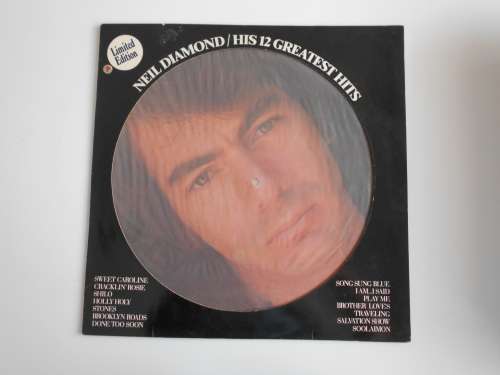 Limited
Edition
NEIL DIAMOND/HIS 12 GREATEST HITS
SWEET CAROLINE
CRACKLIN' ROSIE
SHILO
HOLLY HOLY
STONES
BROOKLYN ROADS
DONE TOO SOON
SONG SUNG BLUE
I AM...I SAID
PLAY ME
BROTHER LOVE'S
TRAVELING
SALVATION SHOW
SOOLAIMON